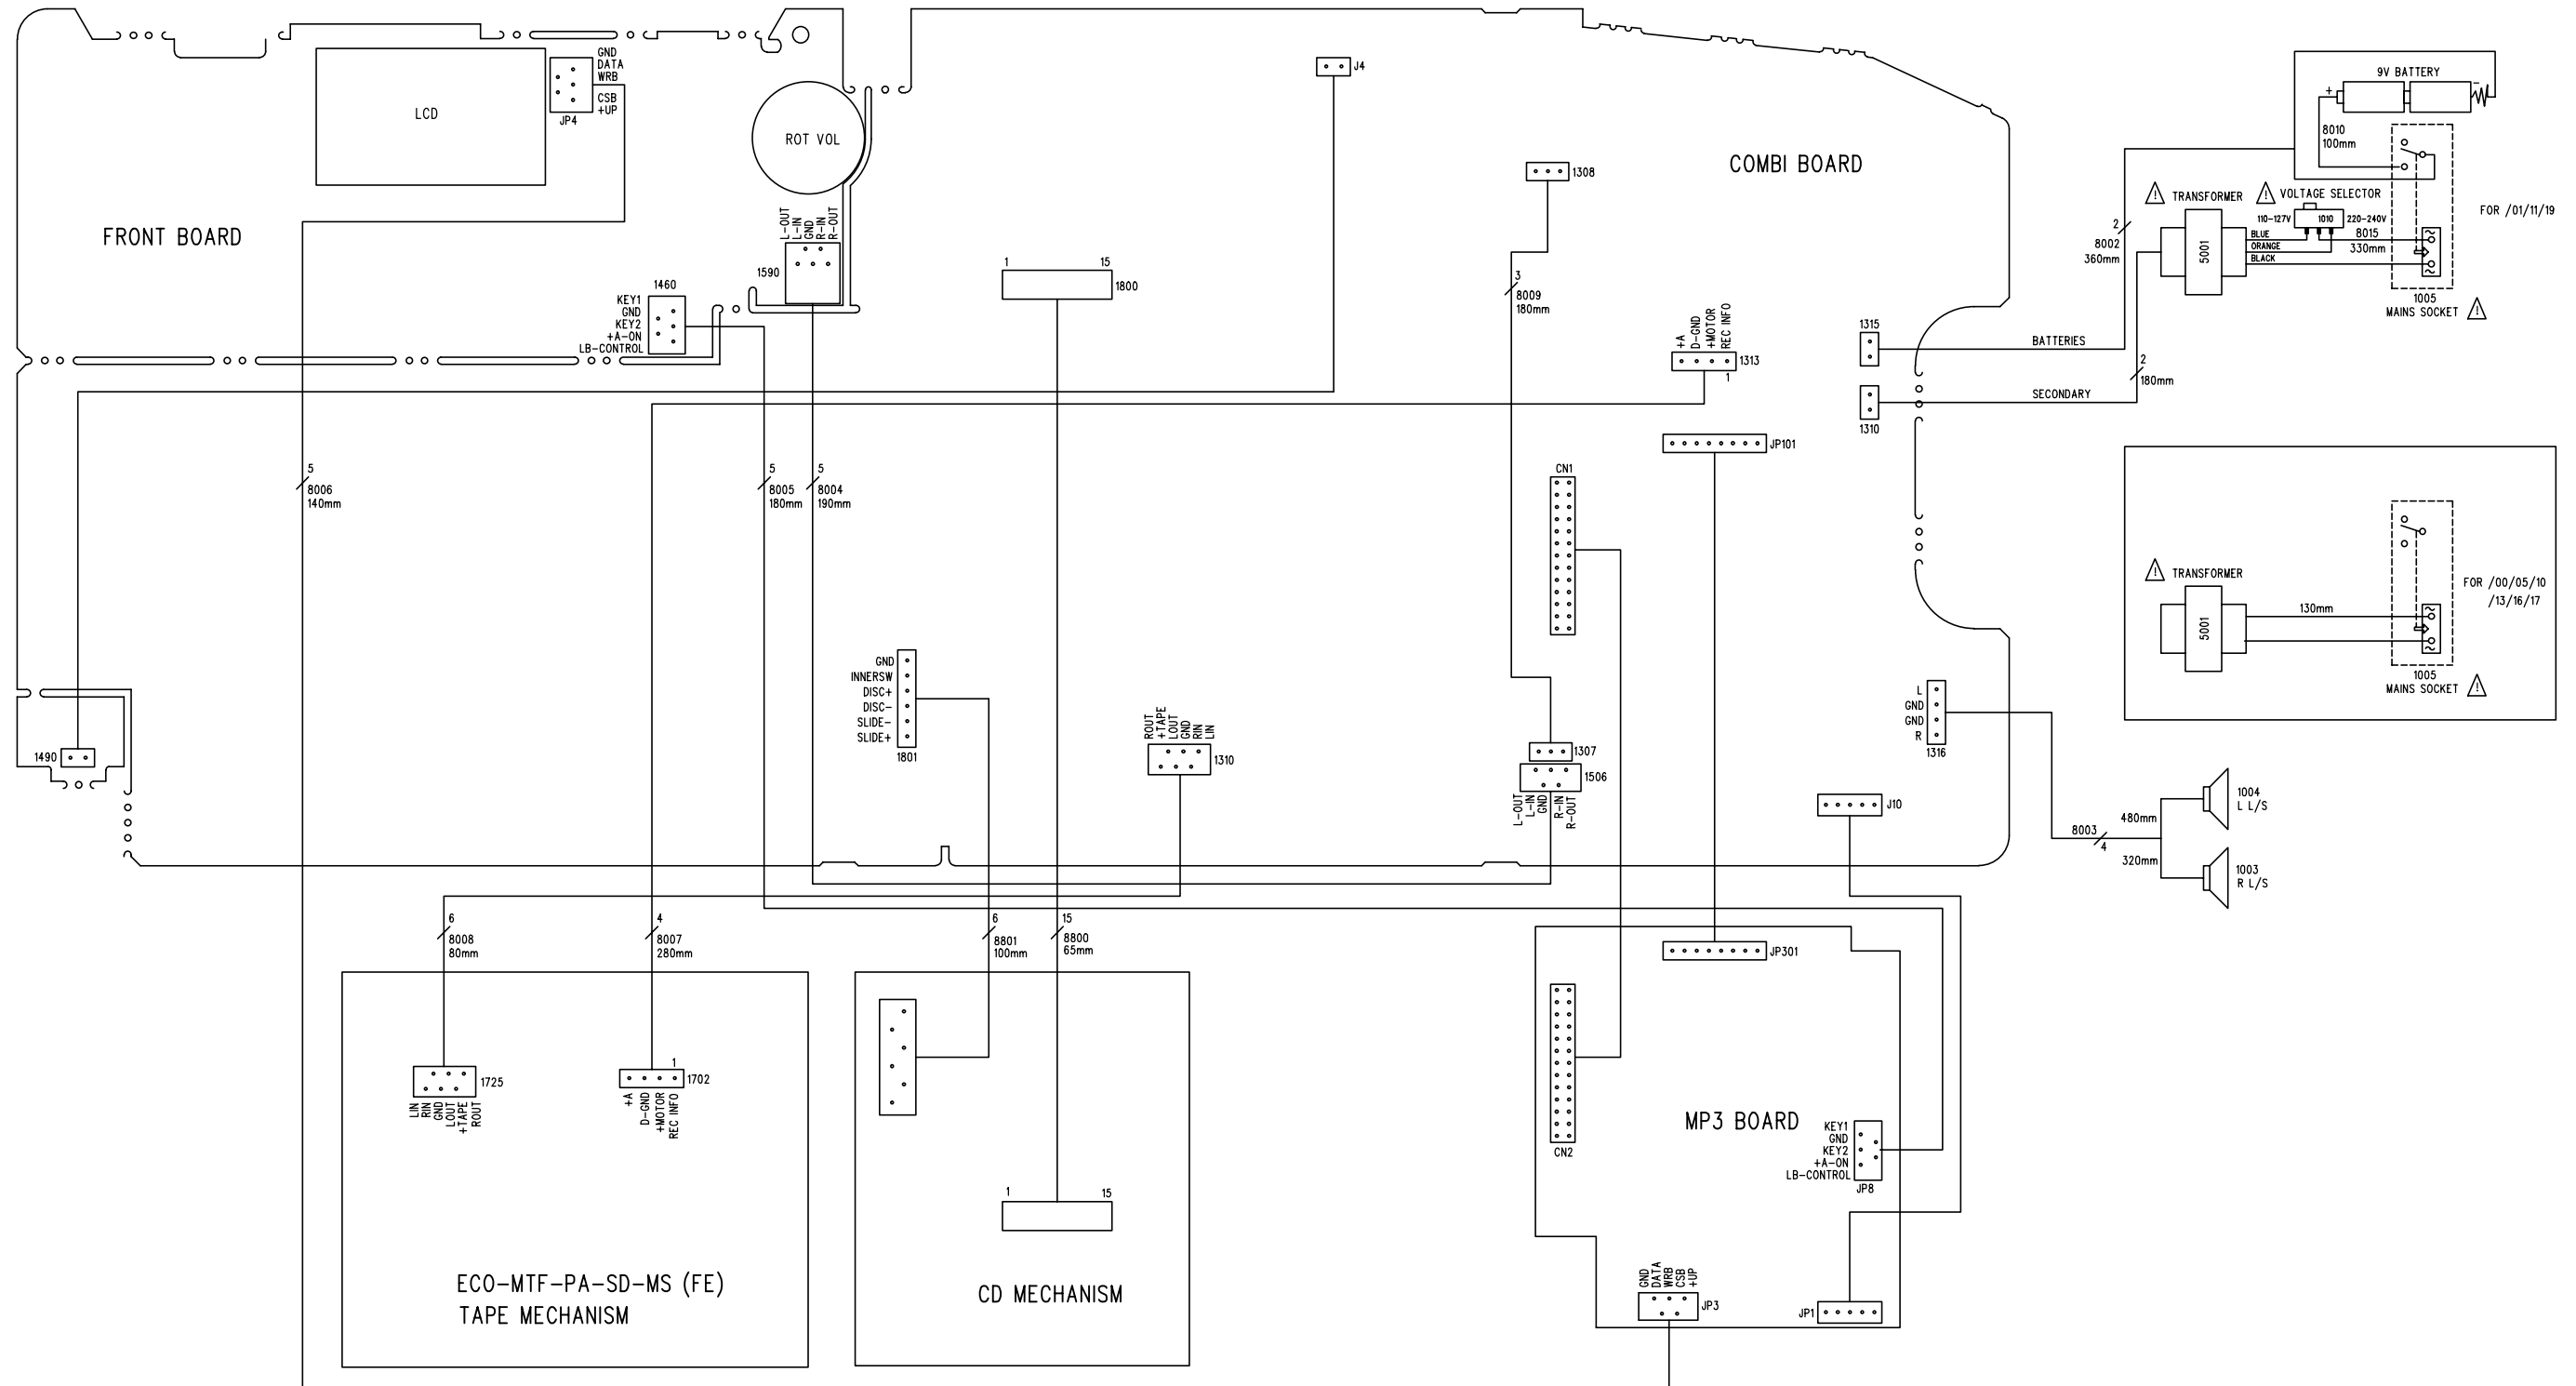 GND
DATA
WRB
CSB
+UP
JP4
LCD
ROT VOL
FRONT BOARD
L-OUT
L-IN
GND
R-IN
R-OUT
1590
1460
KEY1
GND
KEY2
+A-ON
LB-CONTROL
J4
COMBI BOARD
1308
1
15
1800
3
8009
180mm
+A
D-GND
+MOTOR
REC INFO
1313
1
1315
BATTERIES
SECONDARY
1310
JP101
CN1
9V BATTERY
+
-
8010
100mm
TRANSFORMER
VOLTAGE SELECTOR
110-127V
1010
220-240V
FOR /01/11/19
2
8002
360mm
5001
BLUE
ORANGE
BLACK
8015
330mm
1005
MAINS SOCKET
2
180mm
TRANSFORMER
5001
130mm
FOR /00/05/10
/13/16/17
1005
MAINS SOCKET
5
8006
140mm
5
8005
180mm
5
8004
190mm
GND
INNERSW
DISC+
DISC-
SLIDE-
SLIDE+
1801
ROUT
+TAPE
LOUT
GND
RIN
LIN
1310
1307
1506
L-OUT
L-IN
GND
R-IN
R-OUT
L
GND
GND
R
1316
J10
1490
8003
4
480mm
320mm
1004
L L/S
1003
R L/S
6
8008
80mm
4
8007
280mm
6
8801
100mm
15
8800
65mm
JP301
1725
LIN
RIN
GND
LOUT
+TAPE
ROUT
1
1702
+A
D-GND
+MOTOR
REC INFO
CN2
MP3 BOARD
KEY1
GND
KEY2
+A-ON
LB-CONTROL
JP8
1
15
ECO-MTF-PA-SD-MS (FE)
TAPE MECHANISM
CD MECHANISM
GND
DATA
WRB
CSB
+UP
JP3
JP1